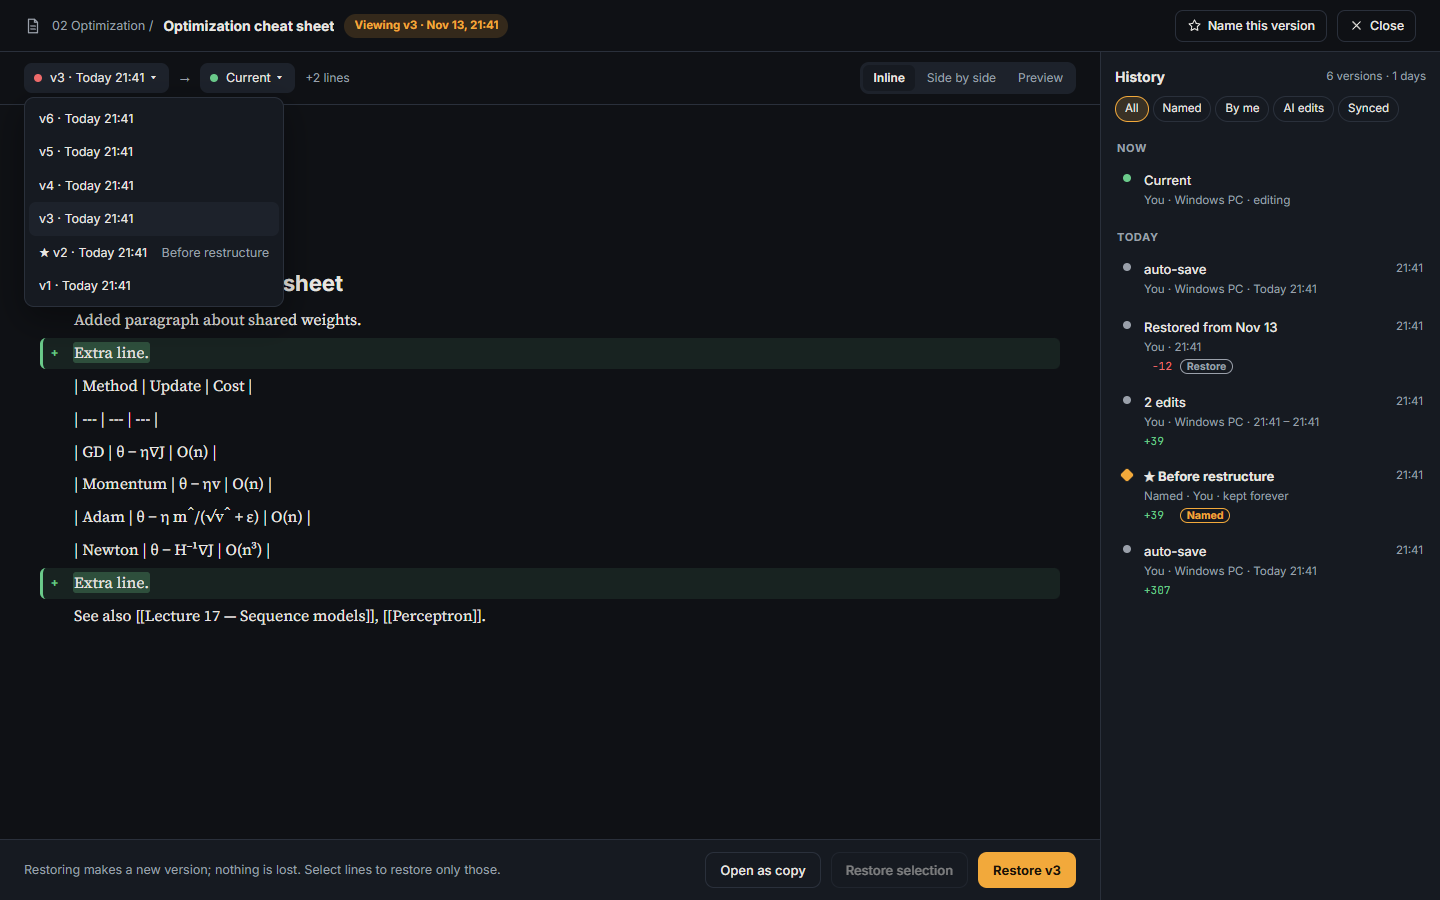 02 Optimization / Optimization cheat sheet Viewing v3 · Nov 13, 21:41 Name this version Close
v3 · Today 21:41 → Current +2 lines Inline Side by side Preview
v6 · Today 21:41
v5 · Today 21:41
v4 · Today 21:41
v3 · Today 21:41
★ v2 · Today 21:41 Before restructure
v1 · Today 21:41
sheet
Added paragraph about shared weights.
+ Extra line.
| Method | Update | Cost |
| --- | --- | --- |
| GD | θ − η∇J | O(n) |
| Momentum | θ − ηv | O(n) |
| Adam | θ − η m̂/(√v̂ + ε) | O(n) |
| Newton | θ − H⁻¹∇J | O(n³) |
+ Extra line.
See also [[Lecture 17 — Sequence models]], [[Perceptron]].
Restoring makes a new version; nothing is lost. Select lines to restore only those. Open as copy Restore selection Restore v3
History 6 versions · 1 days
All Named By me AI edits Synced
NOW
Current
You · Windows PC · editing
TODAY
auto-save 21:41
You · Windows PC · Today 21:41
Restored from Nov 13 21:41
You · 21:41
-12 Restore
2 edits 21:41
You · Windows PC · 21:41 – 21:41
+39
★ Before restructure 21:41
Named · You · kept forever
+39 Named
auto-save 21:41
You · Windows PC · Today 21:41
+307